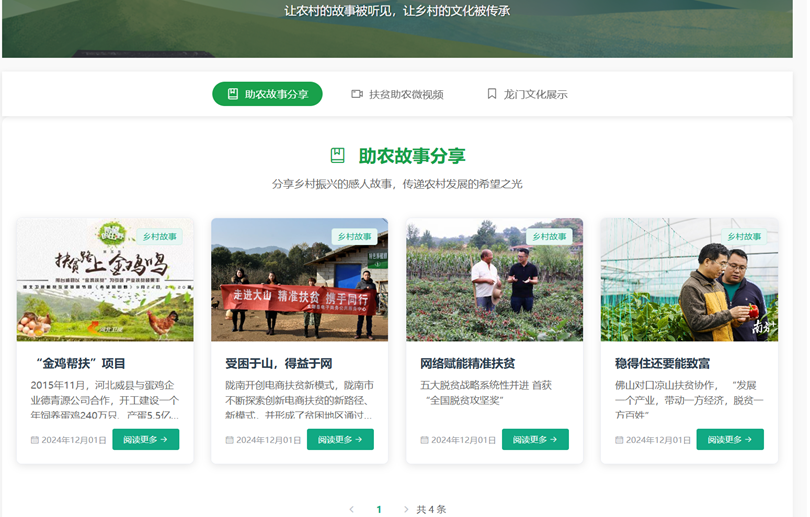 让农村的故事被听见，让乡村的文化被传承
助农故事分享
扶贫助农微视频
龙门文化展示
助农故事分享
分享乡村振兴的感人故事，传递农村发展的希望之光
乡村故事
扶贫路上金鸡鸣
“金鸡帮扶”项目
2015年11月，河北威县与蛋鸡企
业德青源公司合作，开工建设一个
年饲养蛋鸡240万只、产蛋5.5亿...
2024年12月01日
阅读更多 →
乡村故事
走进大山 精准扶贫 携手同行
受困于山，得益于网
陇南开创电商扶贫新模式，陇南市
不断探索创新电商扶贫的新路径、
新模式，并形成了贫困地区通过...
2024年12月01日
阅读更多 →
乡村故事
网络赋能精准扶贫
五大脱贫战略系统性并进 首获
“全国脱贫攻坚奖”
2024年12月01日
阅读更多 →
乡村故事
稳得住还要能致富
佛山对口凉山扶贫协作，“发展
一个产业，带动一方经济，脱贫一
方百姓”
2024年12月01日
阅读更多 →
1
共 4 条